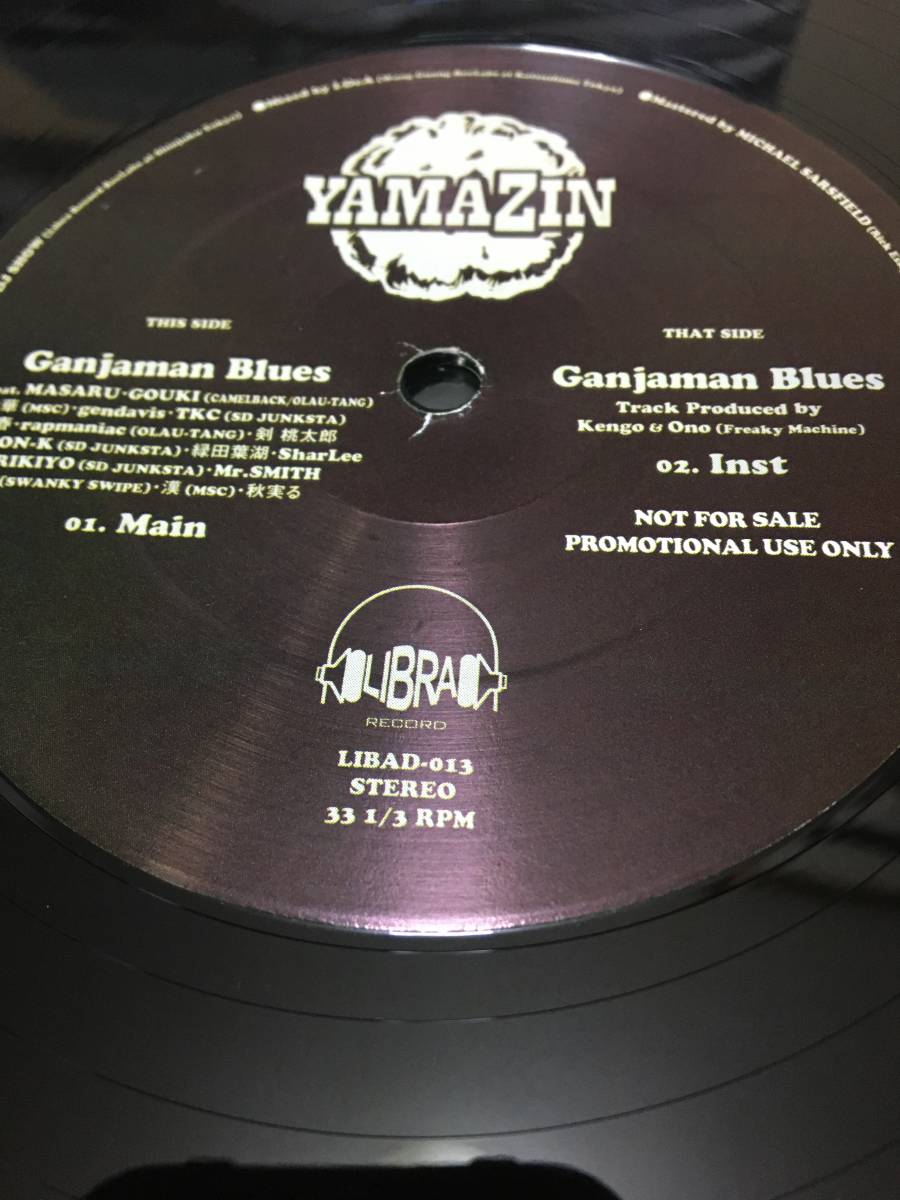 Mixed by I-DeA
Mastered by MICHAEL SARSFIELD
YAMAZIN
THIS SIDE
Ganjaman Blues
at. MASARU・GOUKI (CAMELBACK/OLAU-TANG)
(MSC)・gendavis・TKC (SD JUNKSTA)
・rapmaniac (OLAU-TANG)・剣 桃太郎
ON-K (SD JUNKSTA)・緑田葉湖・SharLee
RIKIYO (SD JUNKSTA)・Mr.SMITH
(SWANKY SWIPE)・漢 (MSC)・秋実る
01. Main
THAT SIDE
Ganjaman Blues
Track Produced by
Kengo & Ono (Freaky Machine)
02. Inst
NOT FOR SALE
PROMOTIONAL USE ONLY
LIBRA
RECORD
LIBAD-013
STEREO
33 1/3 RPM